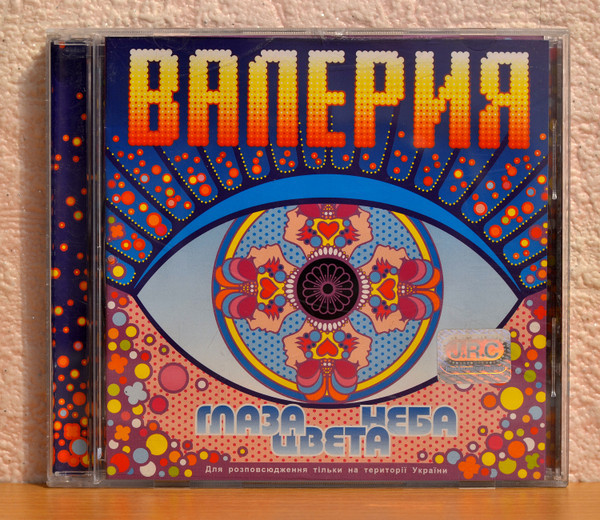 ВАЛЕРИЯ
U.R.C
ГЛАЗА НЕБА
ЦВЕТА
Для розповсюдження тільки на території України